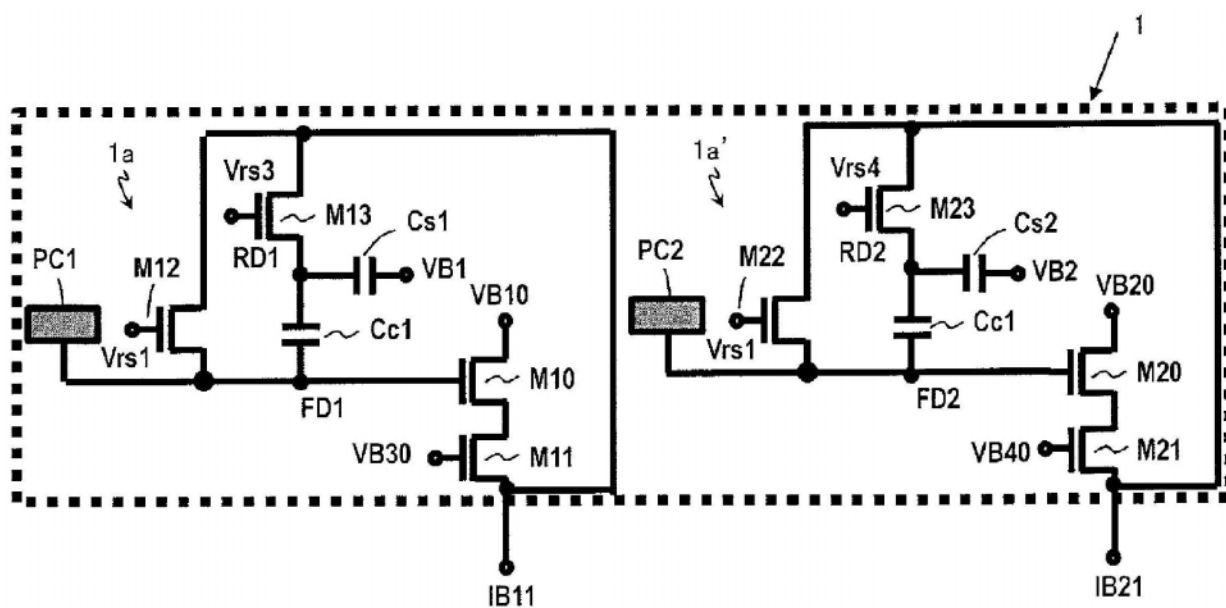 1
1a
Vrs3
M13
Cs1
RD1
VB1
PC1
M12
VB10
Cc1
Vrs1
M10
FD1
VB30
M11
IB11
1a'
Vrs4
M23
Cs2
RD2
VB2
PC2
M22
VB20
Cc1
Vrs1
M20
FD2
VB40
M21
IB21